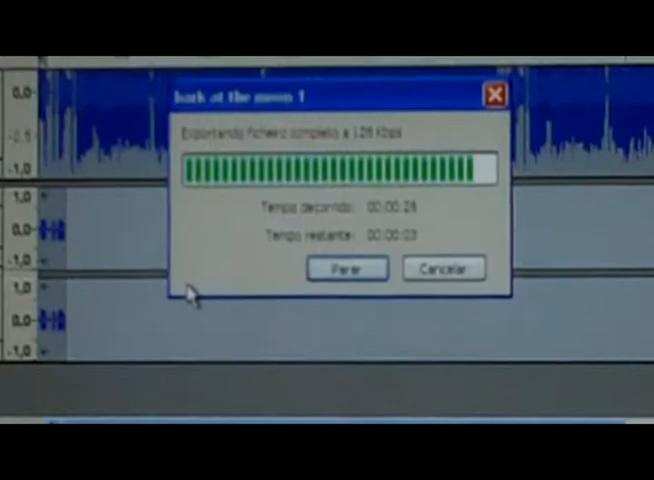 bark at the moon 1
Exportando ficheiro completo a 128 kbps
Tempo decorrido: 00:00:26
Tempo restante: 00:00:03
Parar Cancelar
0,0-
-0,5
-1,0
1,0
0,0-
-1,0
1,0
0,0-
-1,0